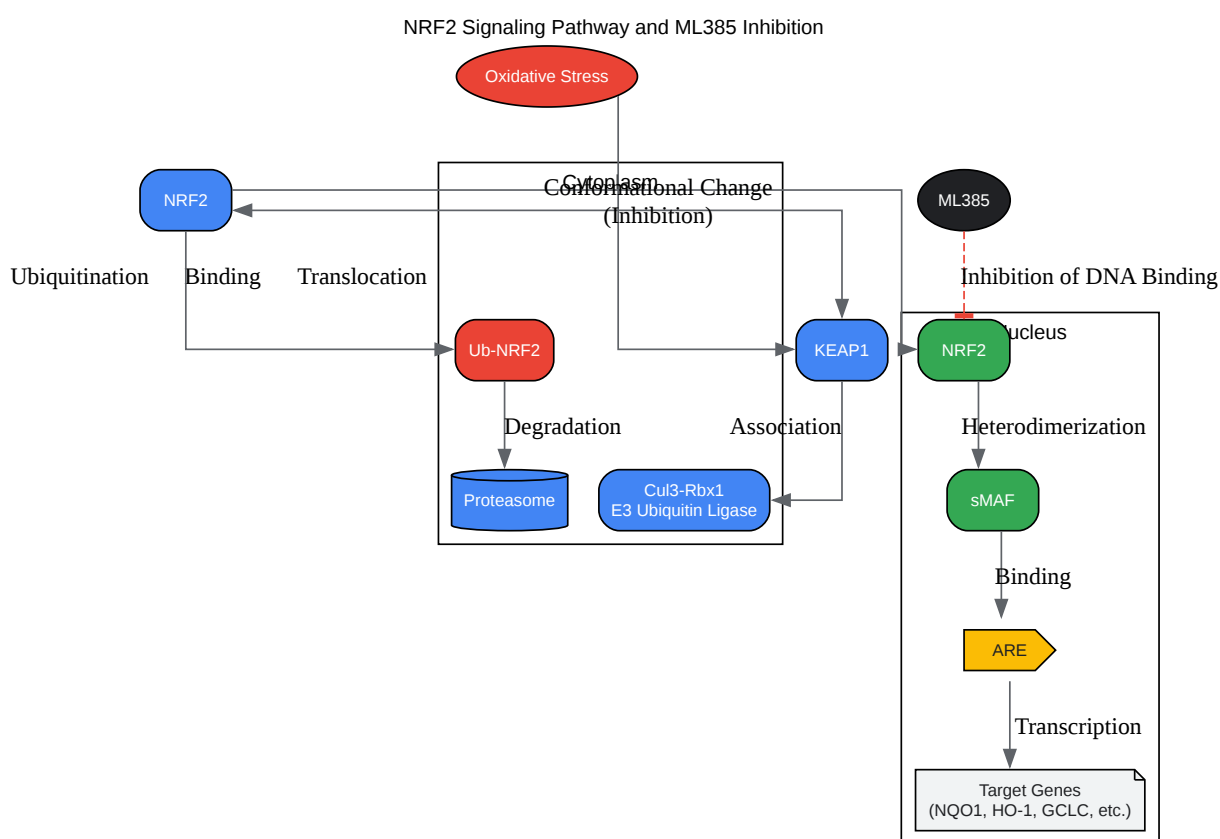 NRF2 Signaling Pathway and ML385 Inhibition
Oxidative Stress
Cytoplasm
Conformational Change
(Inhibition)
NRF2
ML385
Ubiquitination
Binding
Translocation
Inhibition of DNA Binding
Nucleus
Ub-NRF2
KEAP1
NRF2
Degradation
Association
Heterodimerization
Proteasome
Cul3-Rbx1
E3 Ubiquitin Ligase
sMAF
Binding
ARE
Transcription
Target Genes
(NQO1, HO-1, GCLC, etc.)